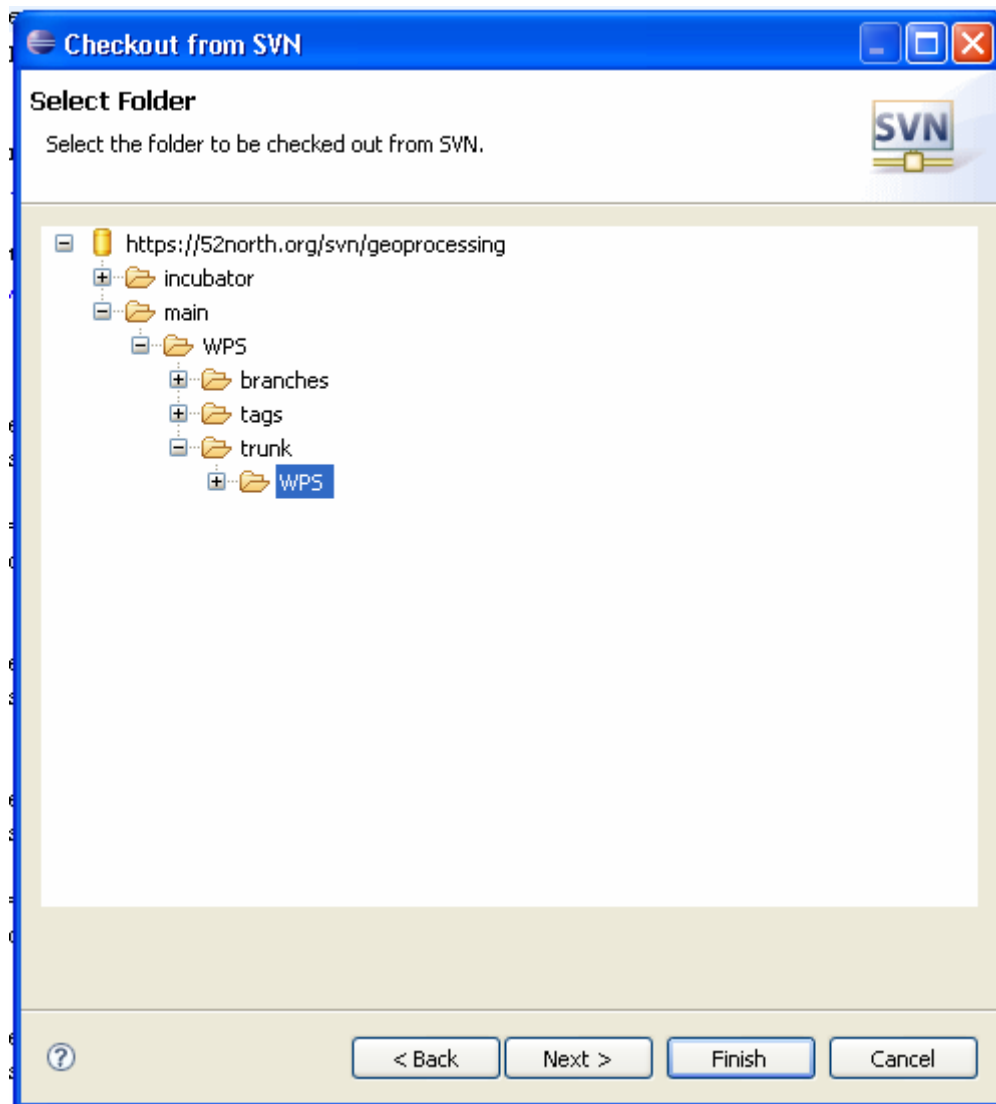 Checkout from SVN
Select Folder
Select the folder to be checked out from SVN.
SVN
https://52north.org/svn/geoprocessing
incubator
main
WPS
branches
tags
trunk
WPS
?
< Back
Next >
Finish
Cancel